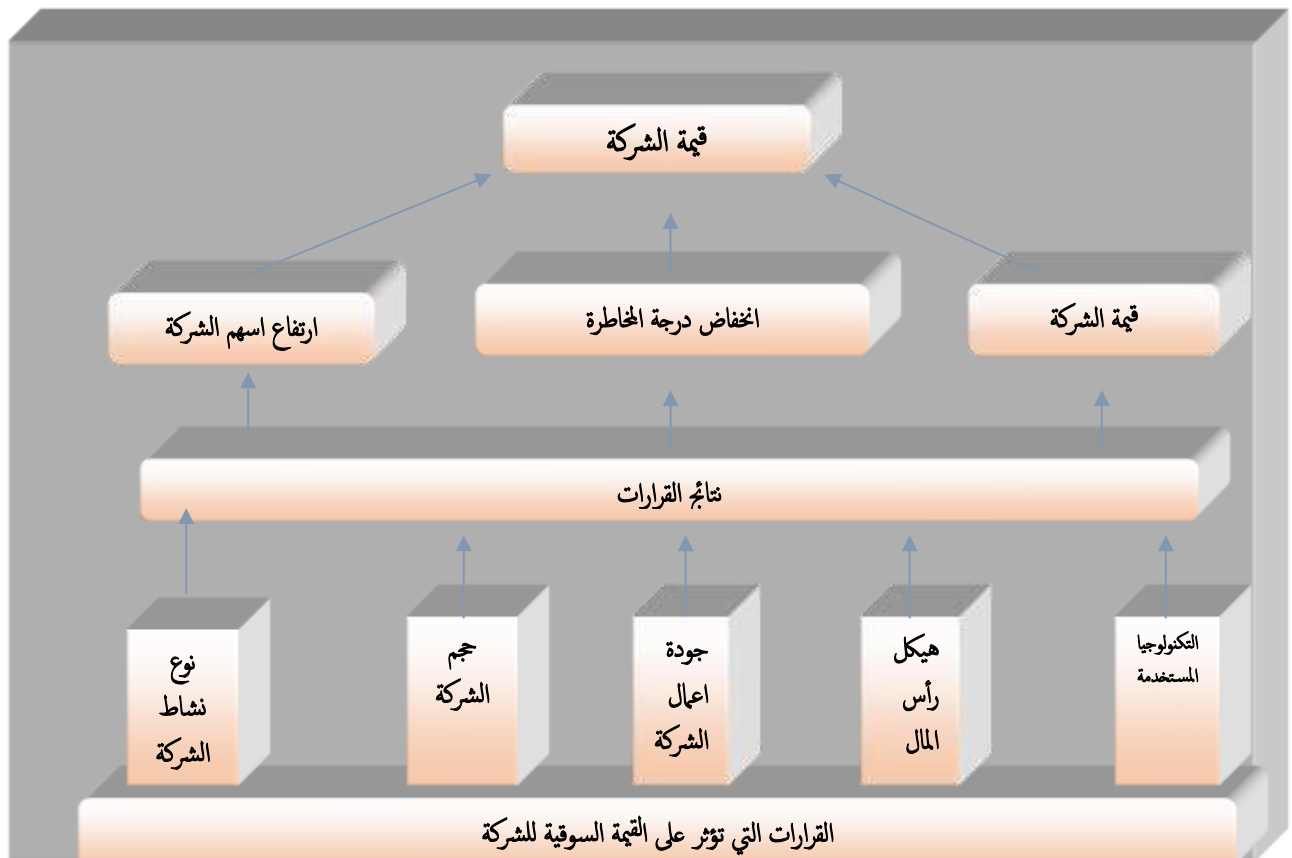 قيمة الشركة
قيمة الشركة
انخفاض درجة المخاطرة
ارتفاع اسهم الشركة
نتائج القرارات
التكنولوجيا
المستخدمة
هيكل
رأس
المال
جودة
اعمال
الشركة
حجم
الشركة
نوع
نشاط
الشركة
القرارات التي تؤثر على القيمة السوقية للشركة